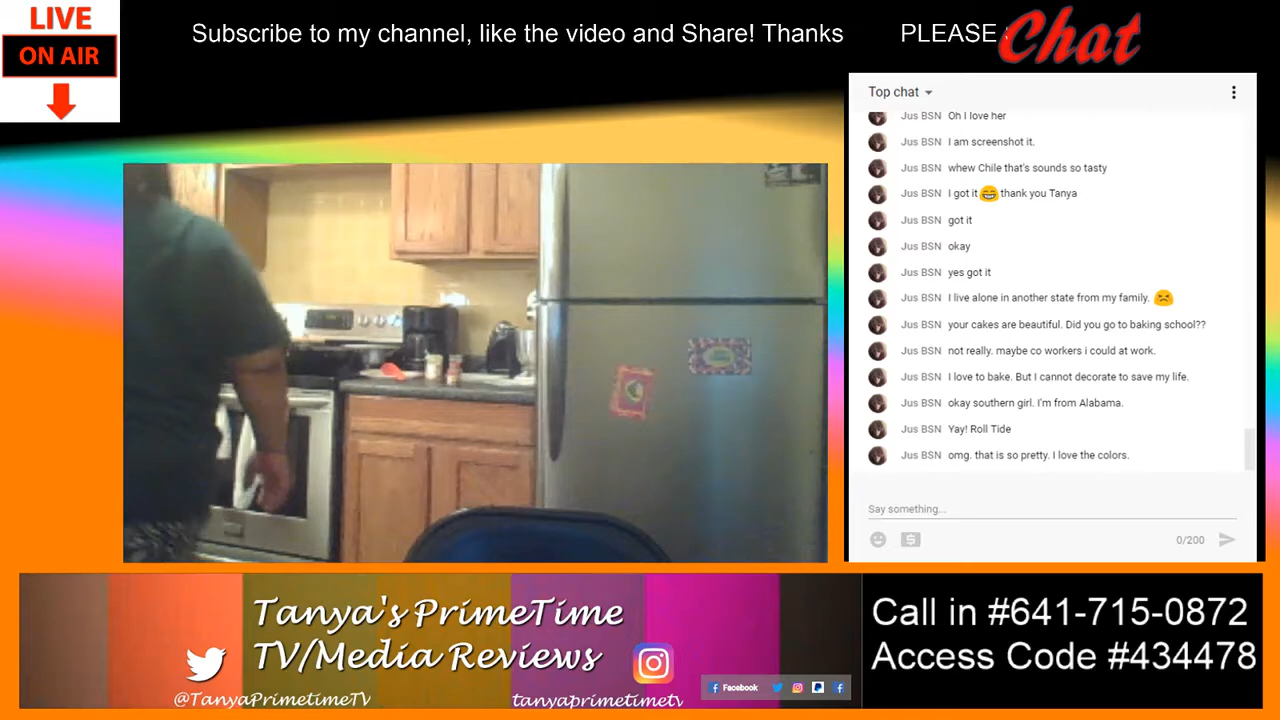 LIVE
ON AIR
Subscribe to my channel, like the video and Share! Thanks
PLEASE
Chat
Top chat
Jus BSN Oh I love her
Jus BSN I am screenshot it.
Jus BSN whew Chile that's sounds so tasty
Jus BSN I got it 😄 thank you Tanya
Jus BSN got it
Jus BSN okay
Jus BSN yes got it
Jus BSN I live alone in another state from my family. 😣
Jus BSN your cakes are beautiful. Did you go to baking school??
Jus BSN not really. maybe co workers i could at work.
Jus BSN I love to bake. But I cannot decorate to save my life.
Jus BSN okay southern girl. I'm from Alabama.
Jus BSN Yay! Roll Tide
Jus BSN omg. that is so pretty. I love the colors.
Say something...
0/200
Tanya's PrimeTime
TV/Media Reviews
@TanyaPrimetimeTV
tanyaprimetimetv
Facebook
Call in #641-715-0872
Access Code #434478